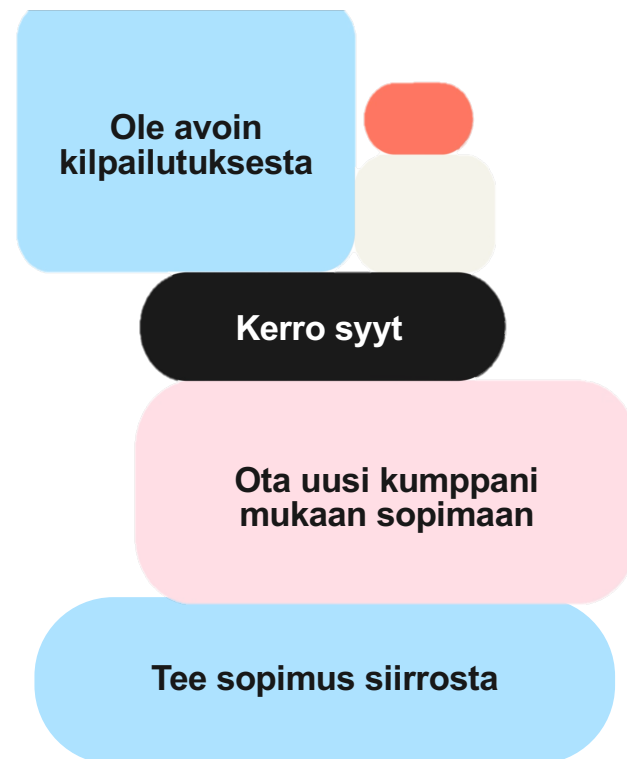 Ole avoin
kilpailutuksesta
Kerro syyt
Ota uusi kumppani
mukaan sopimaan
Tee sopimus siirrosta